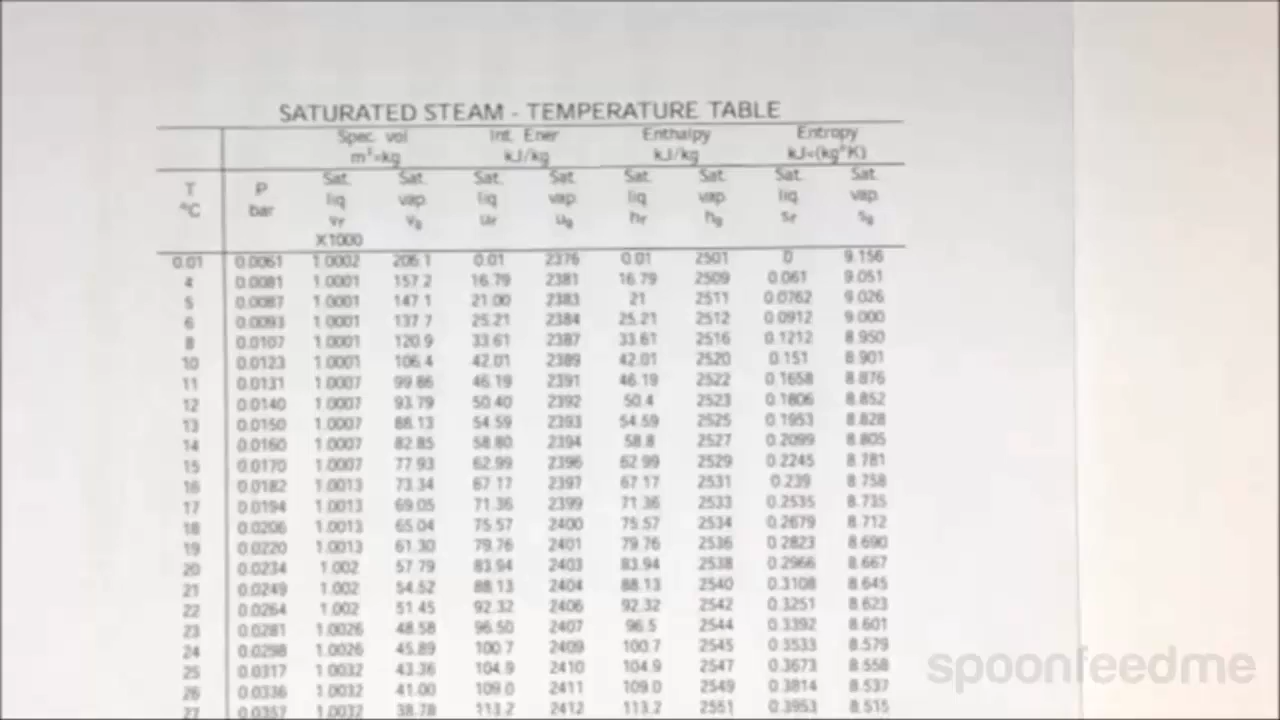 SATURATED STEAM - TEMPERATURE TABLE
Spec. vol Int. Ener Enthalpy Entropy
kJ/kg kJ/kg
Sat. Sat. Sat. Sat. Sat. Sat. Sat. Sat.
T P liq. vap. liq. vap. liq. vap. liq. vap.
°C bar vf vg uf ug hf hg sf sg
X1000
0.01 0.0061 1.0002 206.1 0.01 2376 0.01 2501 0 9.156
4 0.0081 1.0001 157.2 16.79 2381 16.79 2509 0.061 9.051
5 0.0087 1.0001 147.1 21.00 2383 21 2511 0.0762 9.026
6 0.0093 1.0001 137.7 25.21 2384 25.21 2512 0.0912 9.000
8 0.0107 1.0001 120.9 33.61 2387 33.61 2516 0.1212 8.950
10 0.0123 1.0001 106.4 42.01 2389 42.01 2520 0.151 8.901
11 0.0131 1.0007 99.86 46.19 2391 46.19 2522 0.1658 8.876
12 0.0140 1.0007 93.79 50.40 2392 50.4 2523 0.1806 8.852
13 0.0150 1.0007 88.13 54.59 2393 54.59 2525 0.1953 8.828
14 0.0160 1.0007 82.85 58.80 2394 58.8 2527 0.2099 8.805
15 0.0170 1.0007 77.93 62.99 2396 62.99 2529 0.2245 8.781
16 0.0182 1.0013 73.34 67.17 2397 67.17 2531 0.239 8.758
17 0.0194 1.0013 69.05 71.36 2399 71.36 2533 0.2535 8.735
18 0.0206 1.0013 65.04 75.57 2400 75.57 2534 0.2679 8.712
19 0.0220 1.0013 61.30 79.76 2401 79.76 2536 0.2823 8.690
20 0.0234 1.002 57.79 83.94 2403 83.94 2538 0.2966 8.667
21 0.0249 1.002 54.52 88.13 2404 88.13 2540 0.3108 8.645
22 0.0264 1.002 51.45 92.32 2406 92.32 2542 0.3251 8.623
23 0.0281 1.0026 48.58 96.50 2407 96.5 2544 0.3392 8.601
24 0.0298 1.0026 45.89 100.7 2409 100.7 2545 0.3533 8.579
25 0.0317 1.0032 43.36 104.9 2410 104.9 2547 0.3673 8.558
26 0.0336 1.0032 41.00 109.0 2411 109.0 2549 0.3814 8.537
27 0.0357 1.0032 38.78 113.2 2412 113.2 2551 0.3953 8.515
spoonfeedme